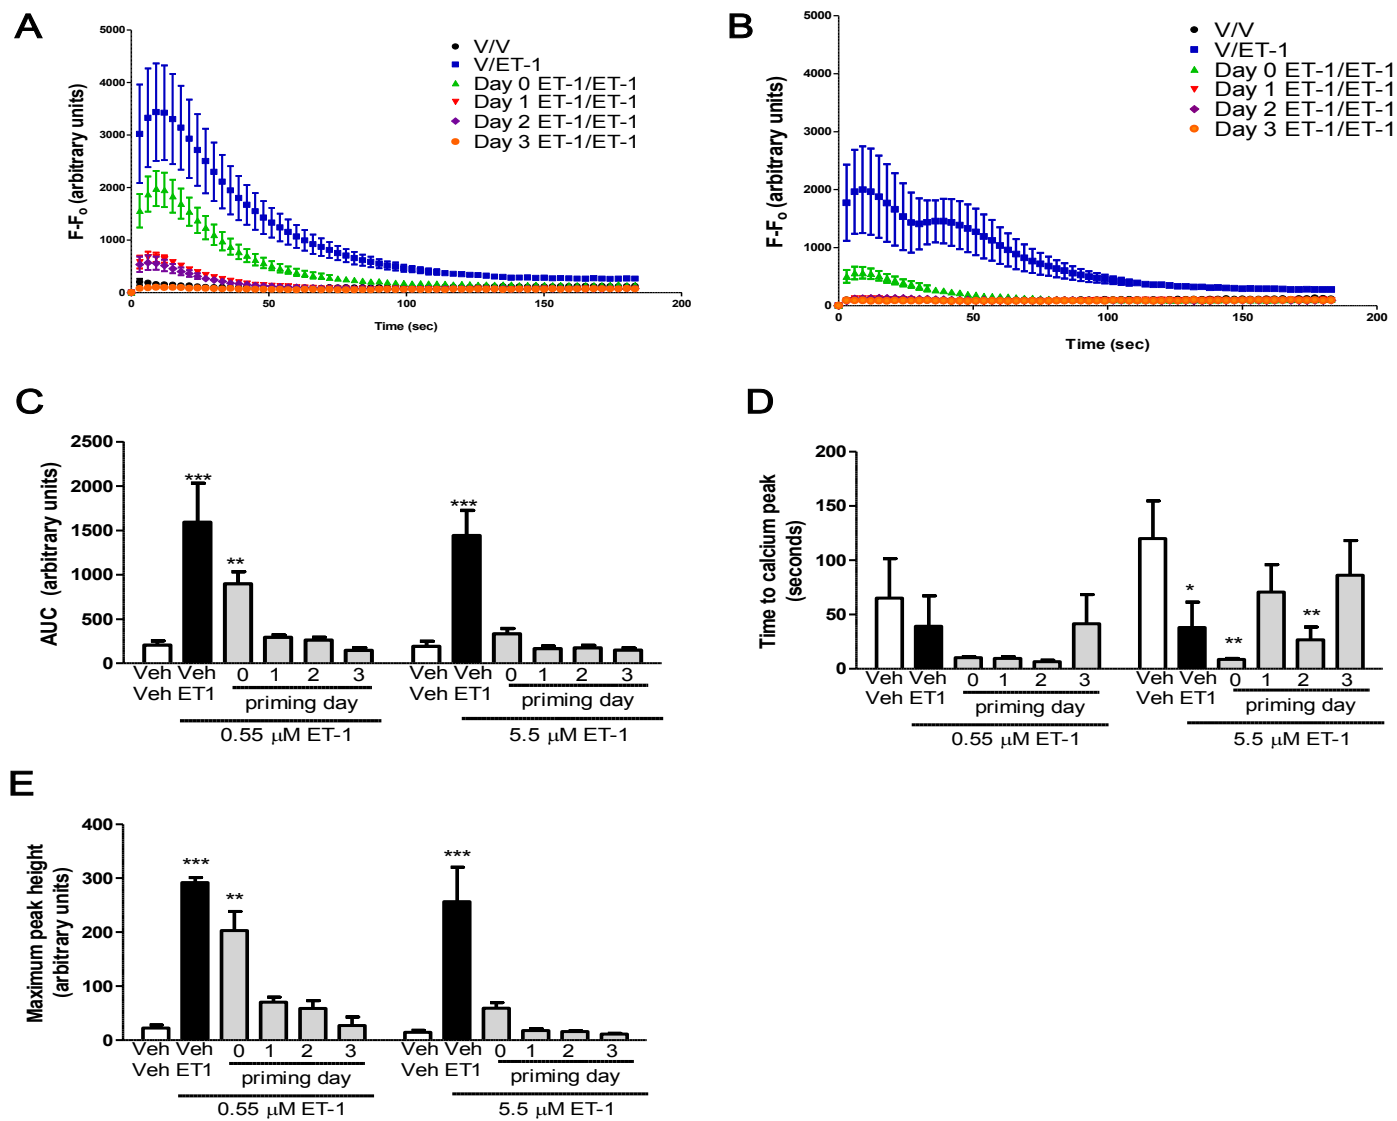 A
5000
4000
3000
2000
1000
0
F-F0 (arbitrary units)
0
50
100
150
200
Time (sec)
V/V
V/ET-1
Day 0 ET-1/ET-1
Day 1 ET-1/ET-1
Day 2 ET-1/ET-1
Day 3 ET-1/ET-1
B
5000
4000
3000
2000
1000
0
F-F0 (arbitrary units)
0
50
100
150
200
Time (sec)
V/V
V/ET-1
Day 0 ET-1/ET-1
Day 1 ET-1/ET-1
Day 2 ET-1/ET-1
Day 3 ET-1/ET-1
C
2500
2000
1500
1000
500
0
AUC (arbitrary units)
***
**
***
Veh Veh 0 1 2 3 Veh Veh 0 1 2 3
Veh ET1 priming day Veh ET1 priming day
0.55 μM ET-1 5.5 μM ET-1
D
200
150
100
50
0
Time to calcium peak
(seconds)
*
**
**
Veh Veh 0 1 2 3 Veh Veh 0 1 2 3
Veh ET1 priming day Veh ET1 priming day
0.55 μM ET-1 5.5 μM ET-1
E
400
300
200
100
0
Maximum peak height
(arbitrary units)
***
**
***
Veh Veh 0 1 2 3 Veh Veh 0 1 2 3
Veh ET1 priming day Veh ET1 priming day
0.55 μM ET-1 5.5 μM ET-1